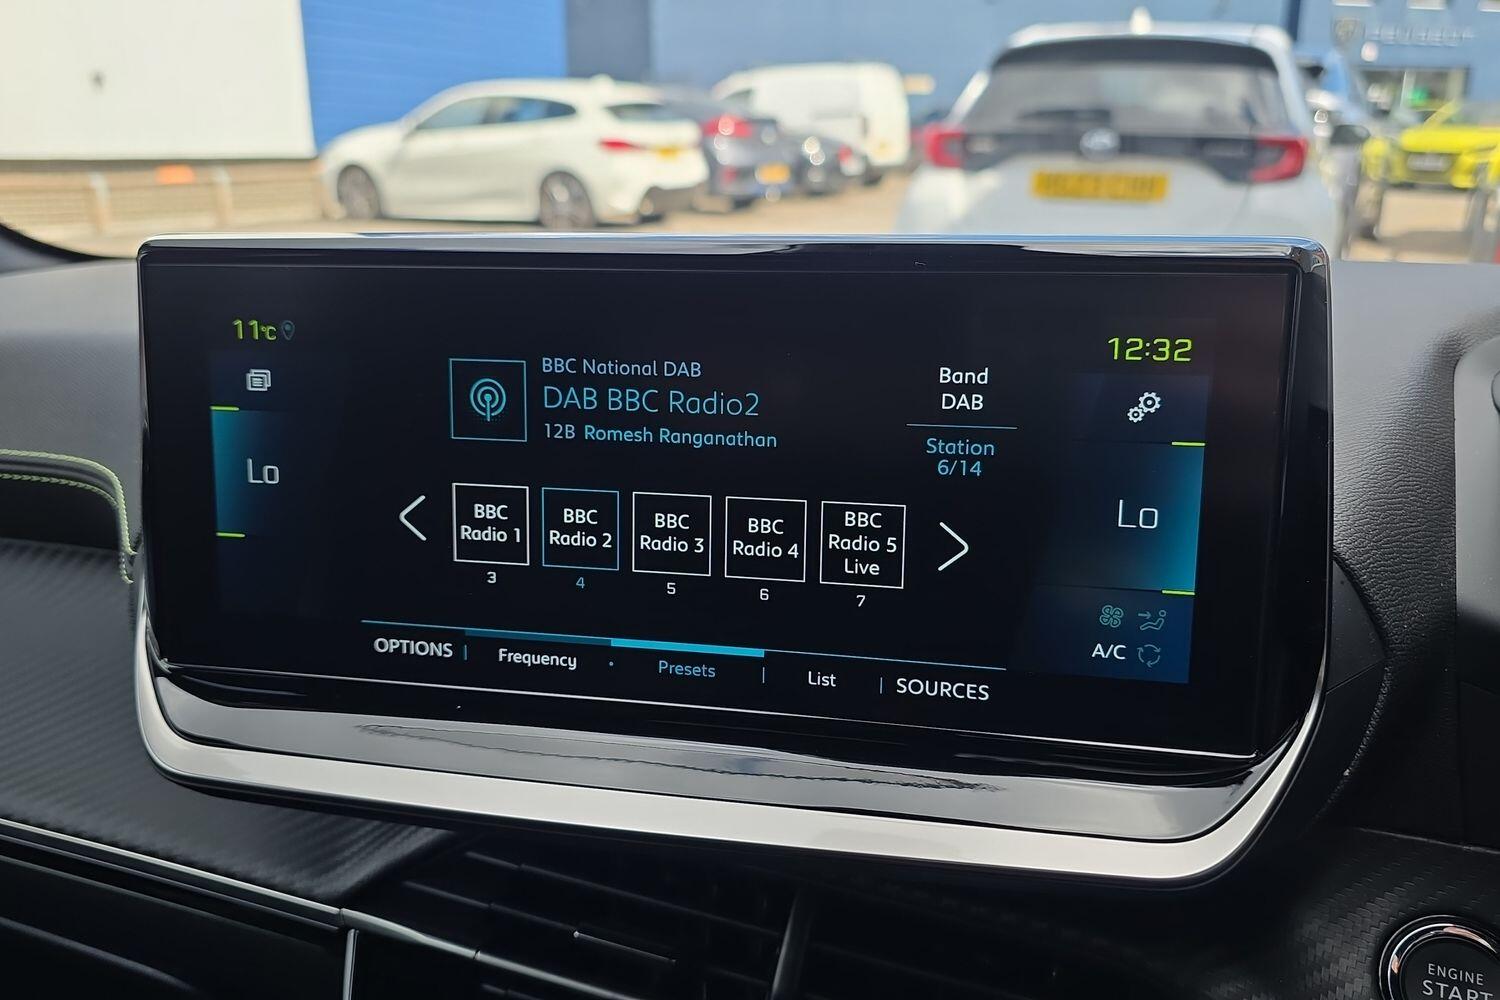 11°C
12:32
BBC National DAB
DAB BBC Radio2
12B Romesh Ranganathan
Band
DAB
Station
6/14
Lo
Lo
BBC
Radio 1
BBC
Radio 2
BBC
Radio 3
BBC
Radio 4
BBC
Radio 5
Live
3
4
5
6
7
A/C
OPTIONS
Frequency
Presets
List
SOURCES
ENGINE
START